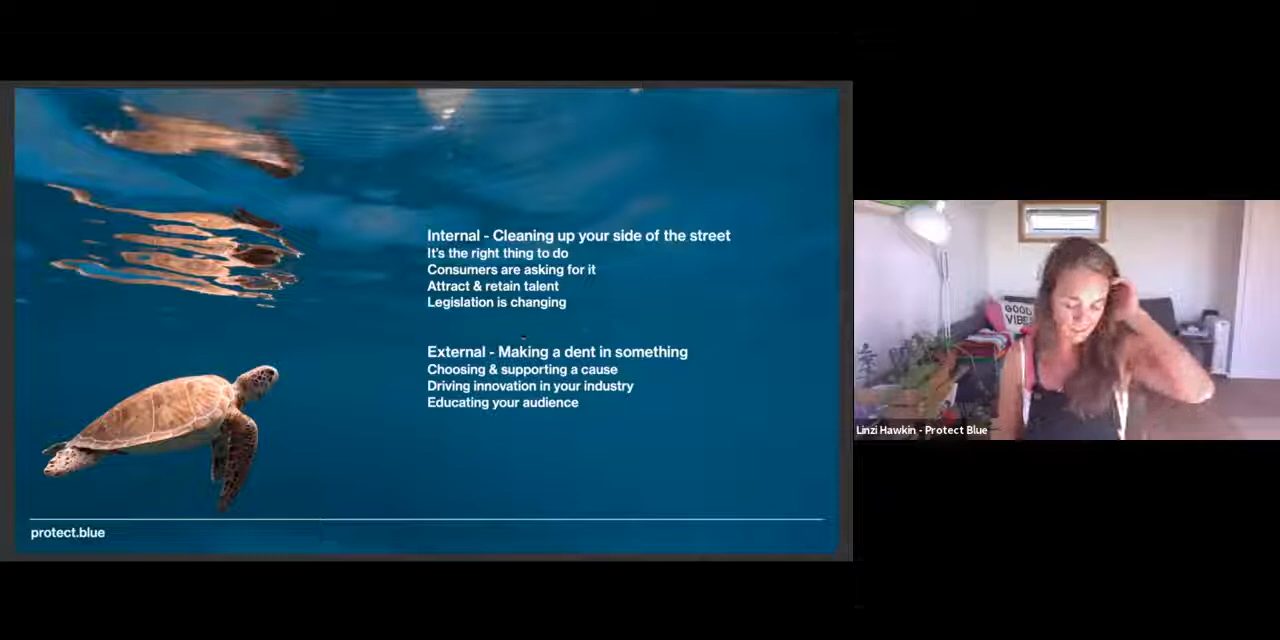 Internal - Cleaning up your side of the street
It's the right thing to do
Consumers are asking for it
Attract & retain talent
Legislation is changing
External - Making a dent in something
Choosing & supporting a cause
Driving innovation in your industry
Educating your audience
protect.blue
GOOD
VIBES
Linzi Hawkin - Protect Blue